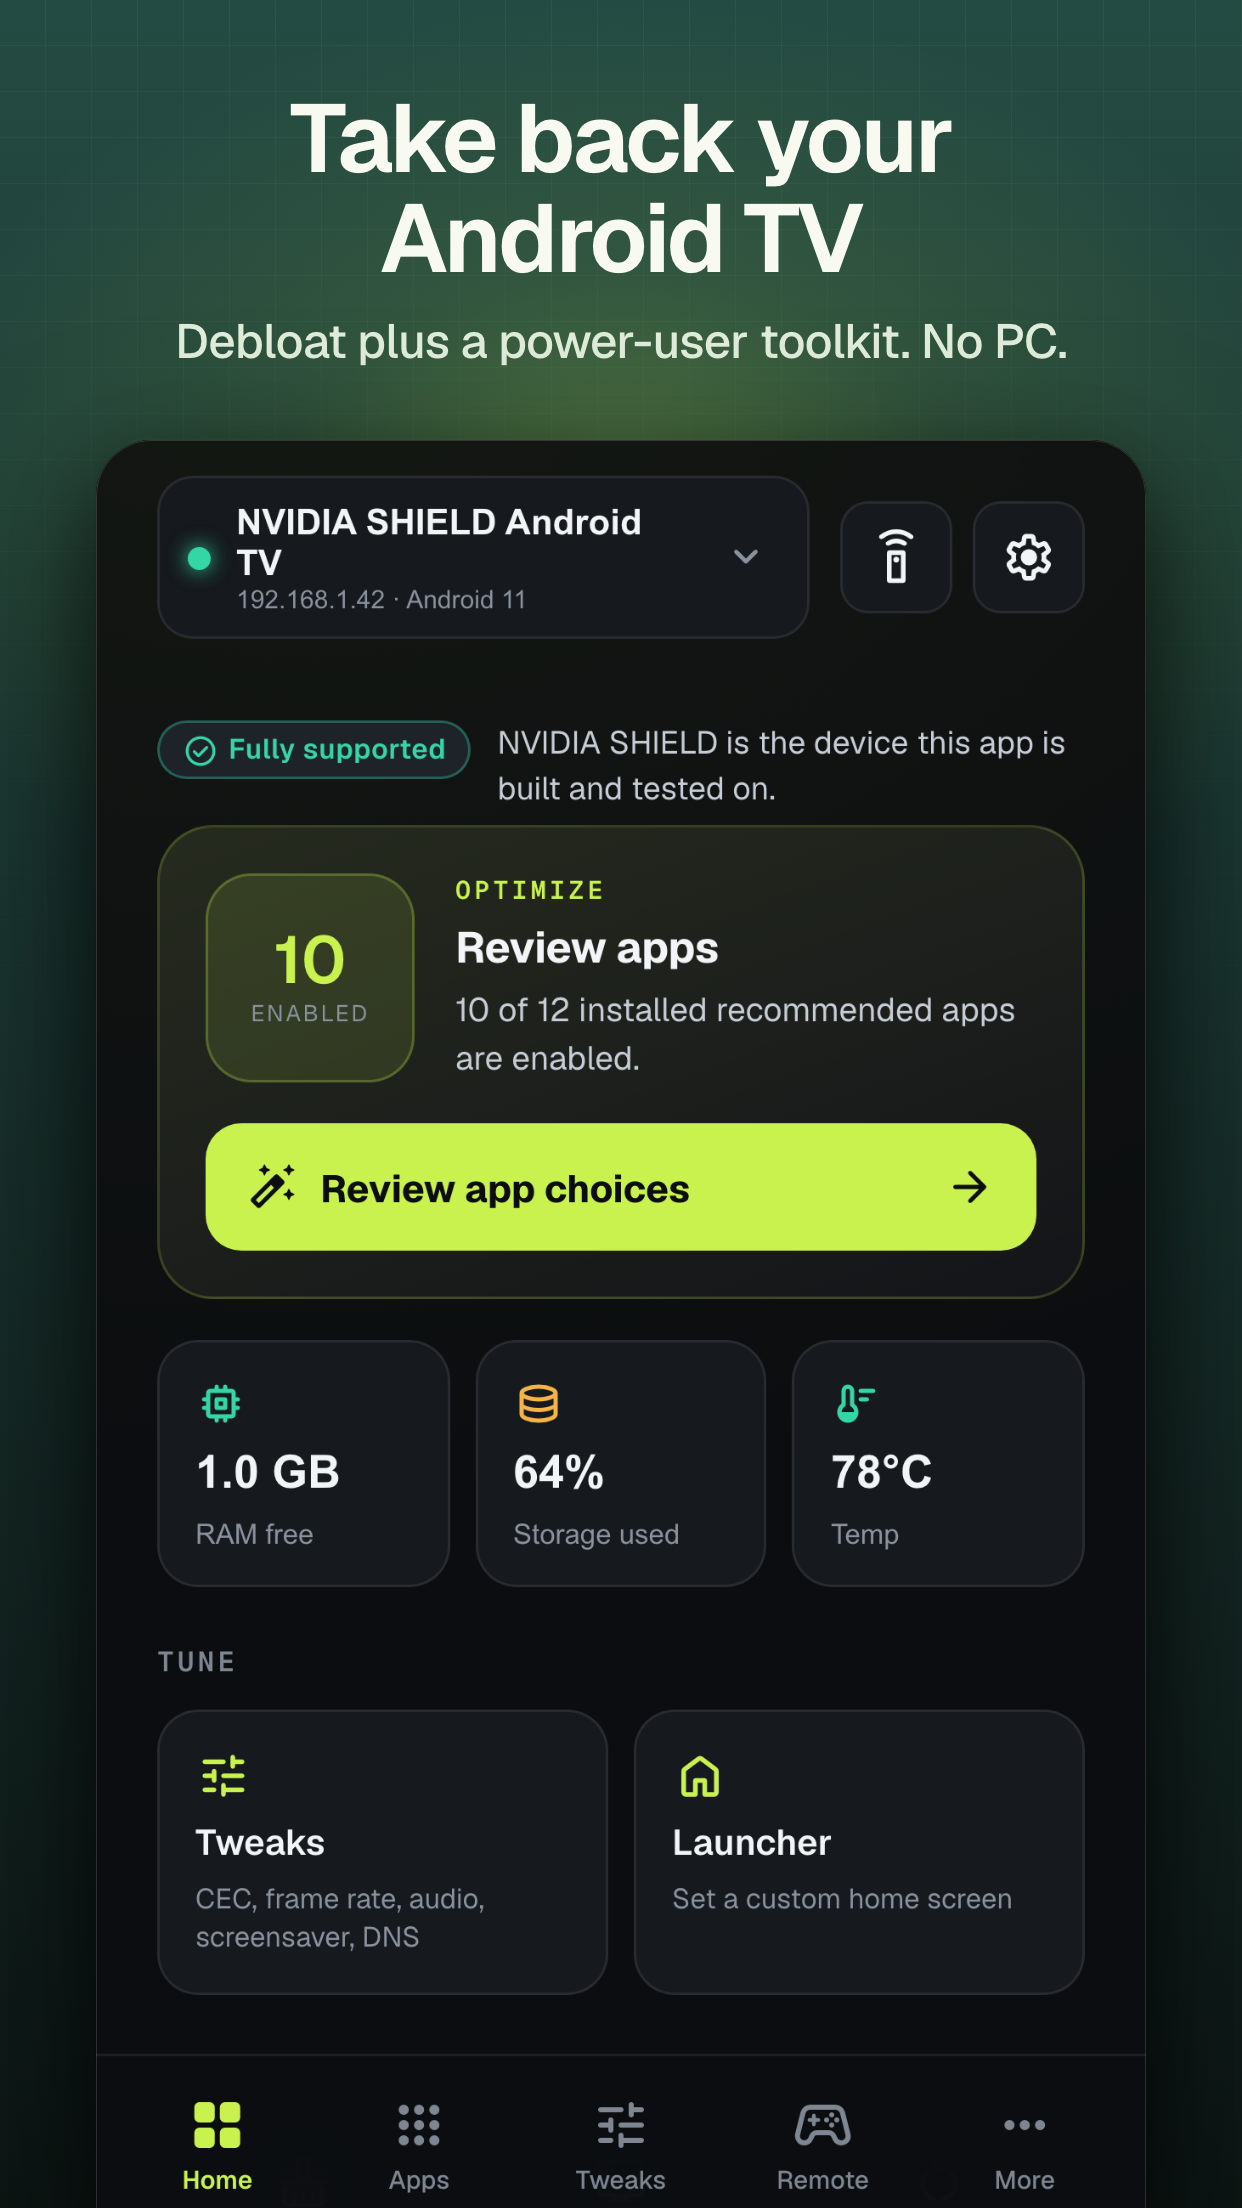 Take back your
Android TV
Debloat plus a power-user toolkit. No PC.
NVIDIA SHIELD Android
TV
192.168.1.42 · Android 11
Fully supported
NVIDIA SHIELD is the device this app is
built and tested on.
10
ENABLED
OPTIMIZE
Review apps
10 of 12 installed recommended apps
are enabled.
Review app choices
1.0 GB
RAM free
64%
Storage used
78°C
Temp
TUNE
Tweaks
CEC, frame rate, audio,
screensaver, DNS
Launcher
Set a custom home screen
Home
Apps
Tweaks
Remote
More